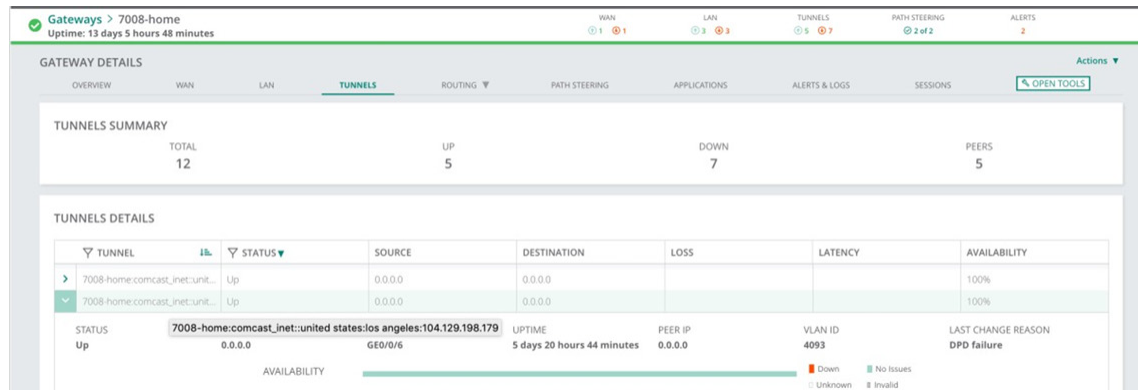 Gateways > 7008-home
Uptime: 13 days 5 hours 48 minutes
WAN LAN TUNNELS PATH STEERING ALERTS
1 1 3 3 5 7 2 of 2 2
GATEWAY DETAILS
Actions ▼
OVERVIEW WAN LAN TUNNELS ROUTING PATH STEERING APPLICATIONS ALERTS & LOGS SESSIONS OPEN TOOLS
TUNNELS SUMMARY
TOTAL UP DOWN PEERS
12 5 7 5
TUNNELS DETAILS
TUNNEL STATUS SOURCE DESTINATION LOSS LATENCY AVAILABILITY
7008-home:comcast_inet::unit... Up 0.0.0.0 0.0.0.0 100%
7008-home:comcast_inet::unit... Up 0.0.0.0 0.0.0.0 100%
7008-home:comcast_inet::united states:los angeles:104.129.198.179
STATUS UPTIME PEER IP VLAN ID LAST CHANGE REASON
Up 0.0.0.0 GE0/0/6 5 days 20 hours 44 minutes 0.0.0.0 4093 DPD failure
AVAILABILITY
Down No Issues
Unknown Invalid